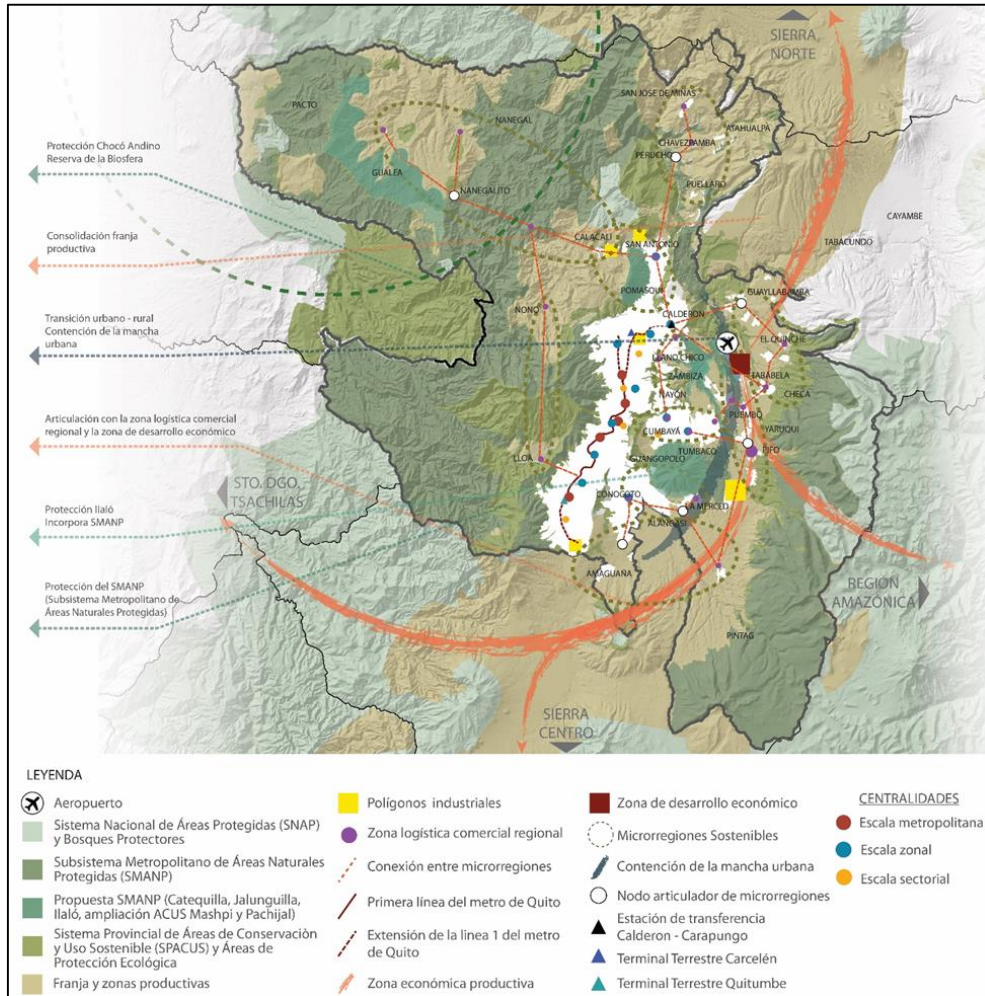 SIERRA
NORTE
PACTO
NANEGAL
SAN JOSE DE MINAS
ATAHUALPA
CHAVEZPAMBA
PERUCHO
Protección Chocó Andino
Reserva de la Biosfera
GUALEA
NANEGALITO
PUELLARO
CAYAMBE
Consolidación franja
productiva
CALACALI
SAN ANTONIO
TABACUNDO
POMASQUI
GUAYLLABAMBA
Transición urbano - rural
Contención de la mancha
urbana
NONO
CALDERON
EL QUINCHE
LLANO CHICO
ZAMBIZA
TABABELA
CHECA
NAYON
PUEMBO
Articulación con la zona logística comercial
regional y la zona de desarrollo económico
CUMBAYÁ
YARUQUI
TUMBACO
PIFO
LLOA
GUANGOPOLO
STO. DGO,
TSACHILAS
CONOCOTO
LA MERCED
Protección Ilaló
Incorpora SMANP
ALANGASI
AMAGUAÑA
Protección del SMANP
(Subsistema Metropolitano de
Áreas Naturales Protegidas)
REGIÓN
AMAZÓNICA
PINTAG
SIERRA
CENTRO
LEYENDA
Aeropuerto
Sistema Nacional de Áreas Protegidas (SNAP)
y Bosques Protectores
Subsistema Metropolitano de Áreas Naturales
Protegidas (SMANP)
Propuesta SMANP (Catequilla, Jalunguilla,
Ilaló, ampliación ACUS Mashpi y Pachijal)
Sistema Provincial de Áreas de Conservaciòn
y Uso Sostenible (SPACUS) y Áreas de
Protección Ecológica
Franja y zonas productivas
Polígonos industriales
Zona logística comercial regional
Conexión entre microrregiones
Primera línea del metro de Quito
Extensión de la linea 1 del metro
de Quito
Zona económica productiva
Zona de desarrollo económico
Microrregiones Sostenibles
Contención de la mancha urbana
Nodo articulador de microrregiones
Estación de transferencia
Calderon - Carapungo
Terminal Terrestre Carcelén
Terminal Terrestre Quitumbe
CENTRALIDADES
Escala metropolitana
Escala zonal
Escala sectorial